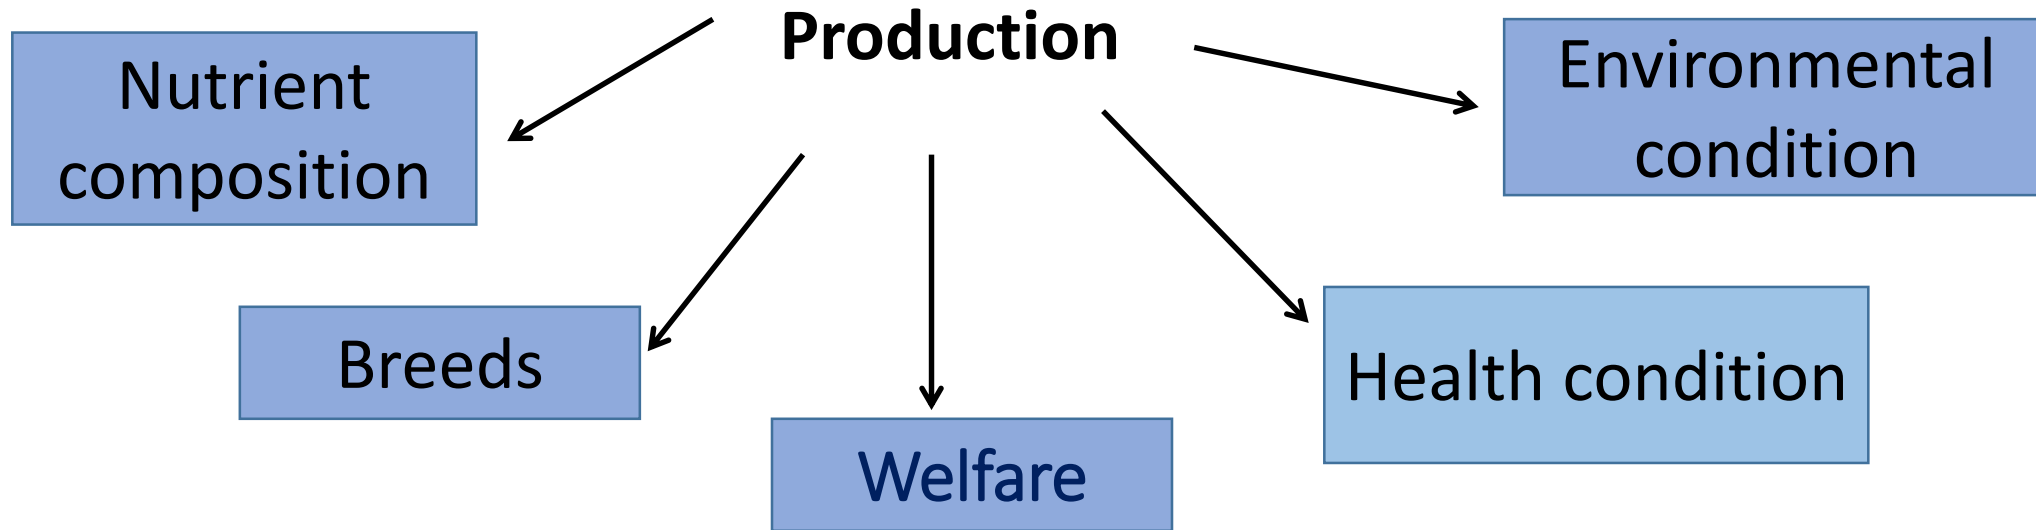 Production
Nutrient
composition
Environmental
condition
Breeds
Health condition
Welfare